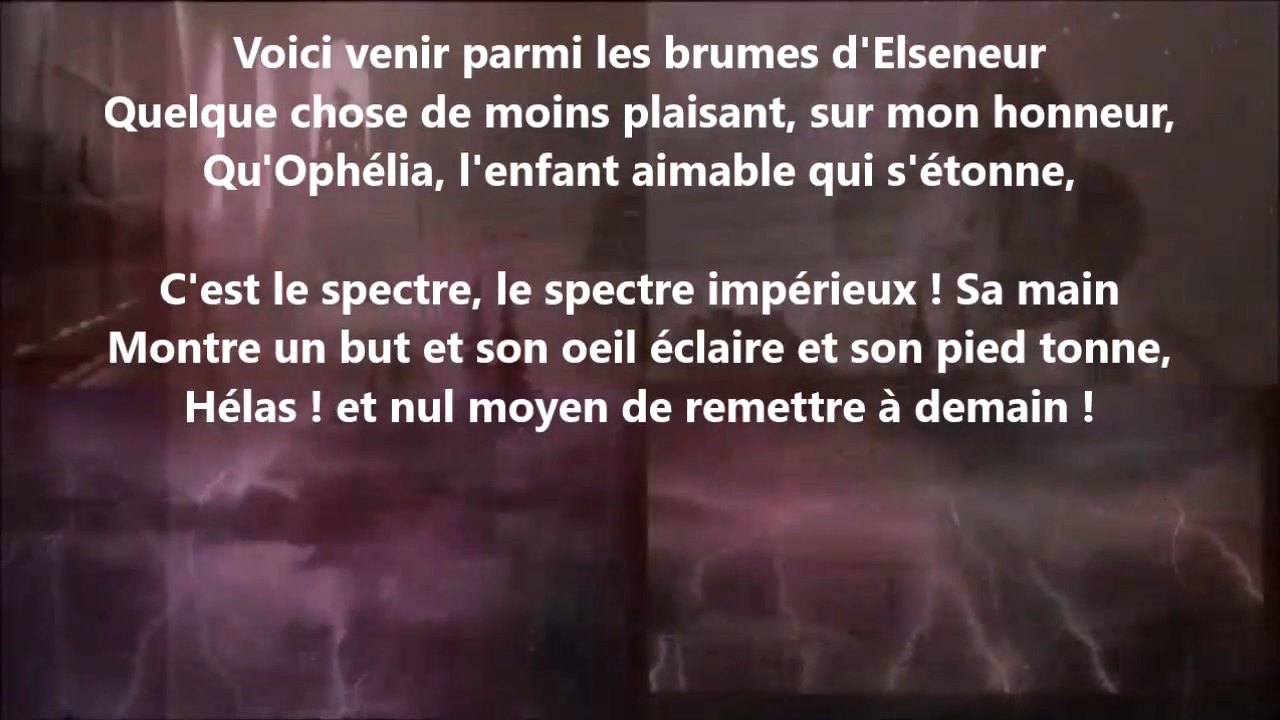 Voici venir parmi les brumes d'Elseneur
Quelque chose de moins plaisant, sur mon honneur,
Qu'Ophélia, l'enfant aimable qui s'étonne,
C'est le spectre, le spectre impérieux ! Sa main
Montre un but et son oeil éclaire et son pied tonne,
Hélas ! et nul moyen de remettre à demain !